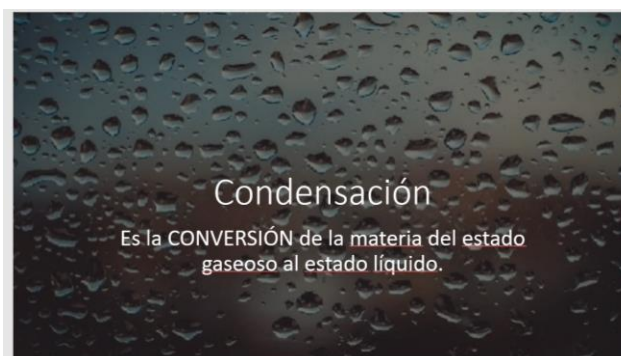 Condensación
Es la CONVERSIÓN de la materia del estado
gaseoso al estado líquido.